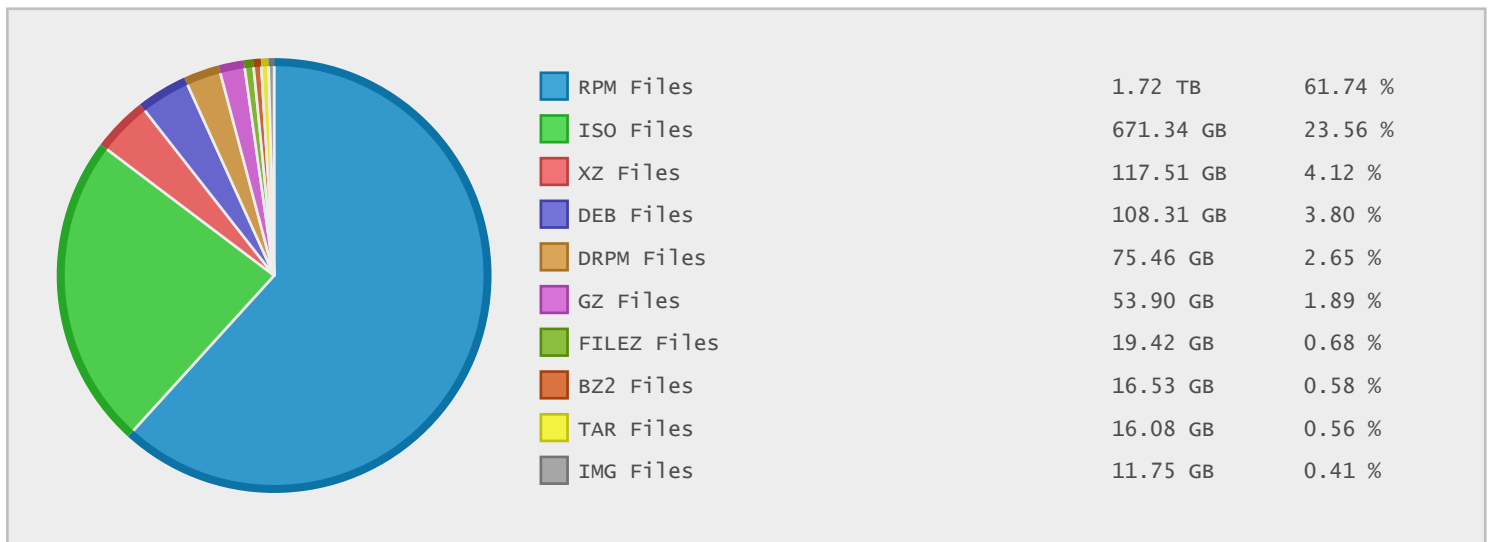 RPM Files 1.72 TB 61.74 %
ISO Files 671.34 GB 23.56 %
XZ Files 117.51 GB 4.12 %
DEB Files 108.31 GB 3.80 %
DRPM Files 75.46 GB 2.65 %
GZ Files 53.90 GB 1.89 %
FILEZ Files 19.42 GB 0.68 %
BZ2 Files 16.53 GB 0.58 %
TAR Files 16.08 GB 0.56 %
IMG Files 11.75 GB 0.41 %